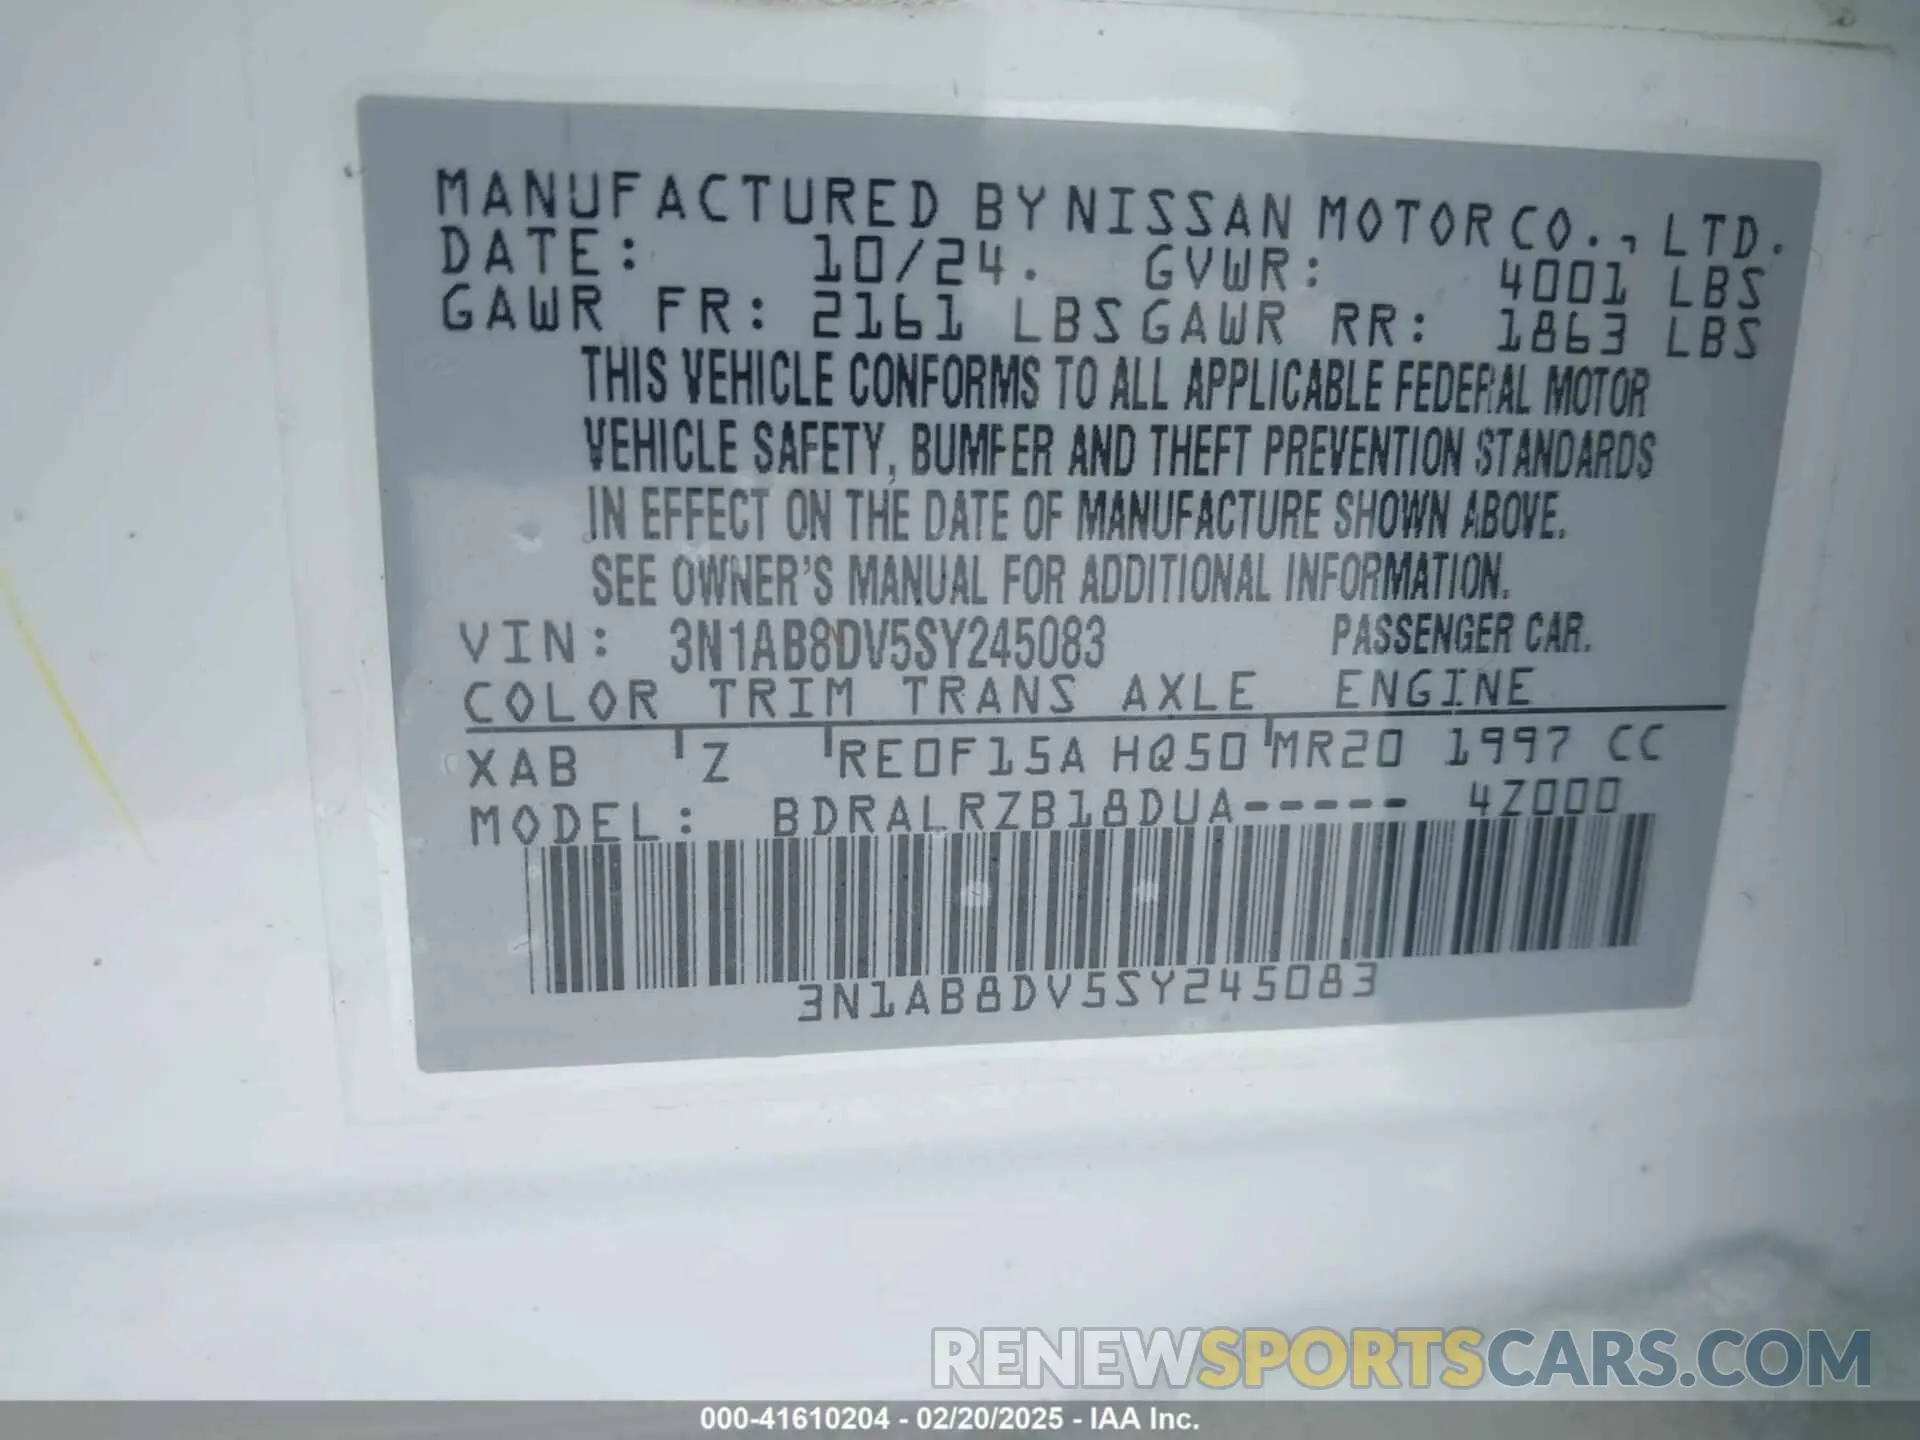 MANUFACTURED BY NISSAN MOTOR CO., LTD.
DATE: 10/24. GVWR: 4001 LBS
GAWR FR: 2161 LBS GAWR RR: 1863 LBS
THIS VEHICLE CONFORMS TO ALL APPLICABLE FEDERAL MOTOR
VEHICLE SAFETY, BUMPER AND THEFT PREVENTION STANDARDS
IN EFFECT ON THE DATE OF MANUFACTURE SHOWN ABOVE.
SEE OWNER'S MANUAL FOR ADDITIONAL INFORMATION.
VIN: 3N1AB8DV5SY245083 PASSENGER CAR.
COLOR TRIM TRANS AXLE ENGINE
XAB Z RE0F15A HQ50 MR20 1997 CC
MODEL: BDRALRZB18DUA----- 4Z000
3N1AB8DV5SY245083
RENEWSPORTSCARS.COM
000-41610204 - 02/20/2025 - IAA Inc.